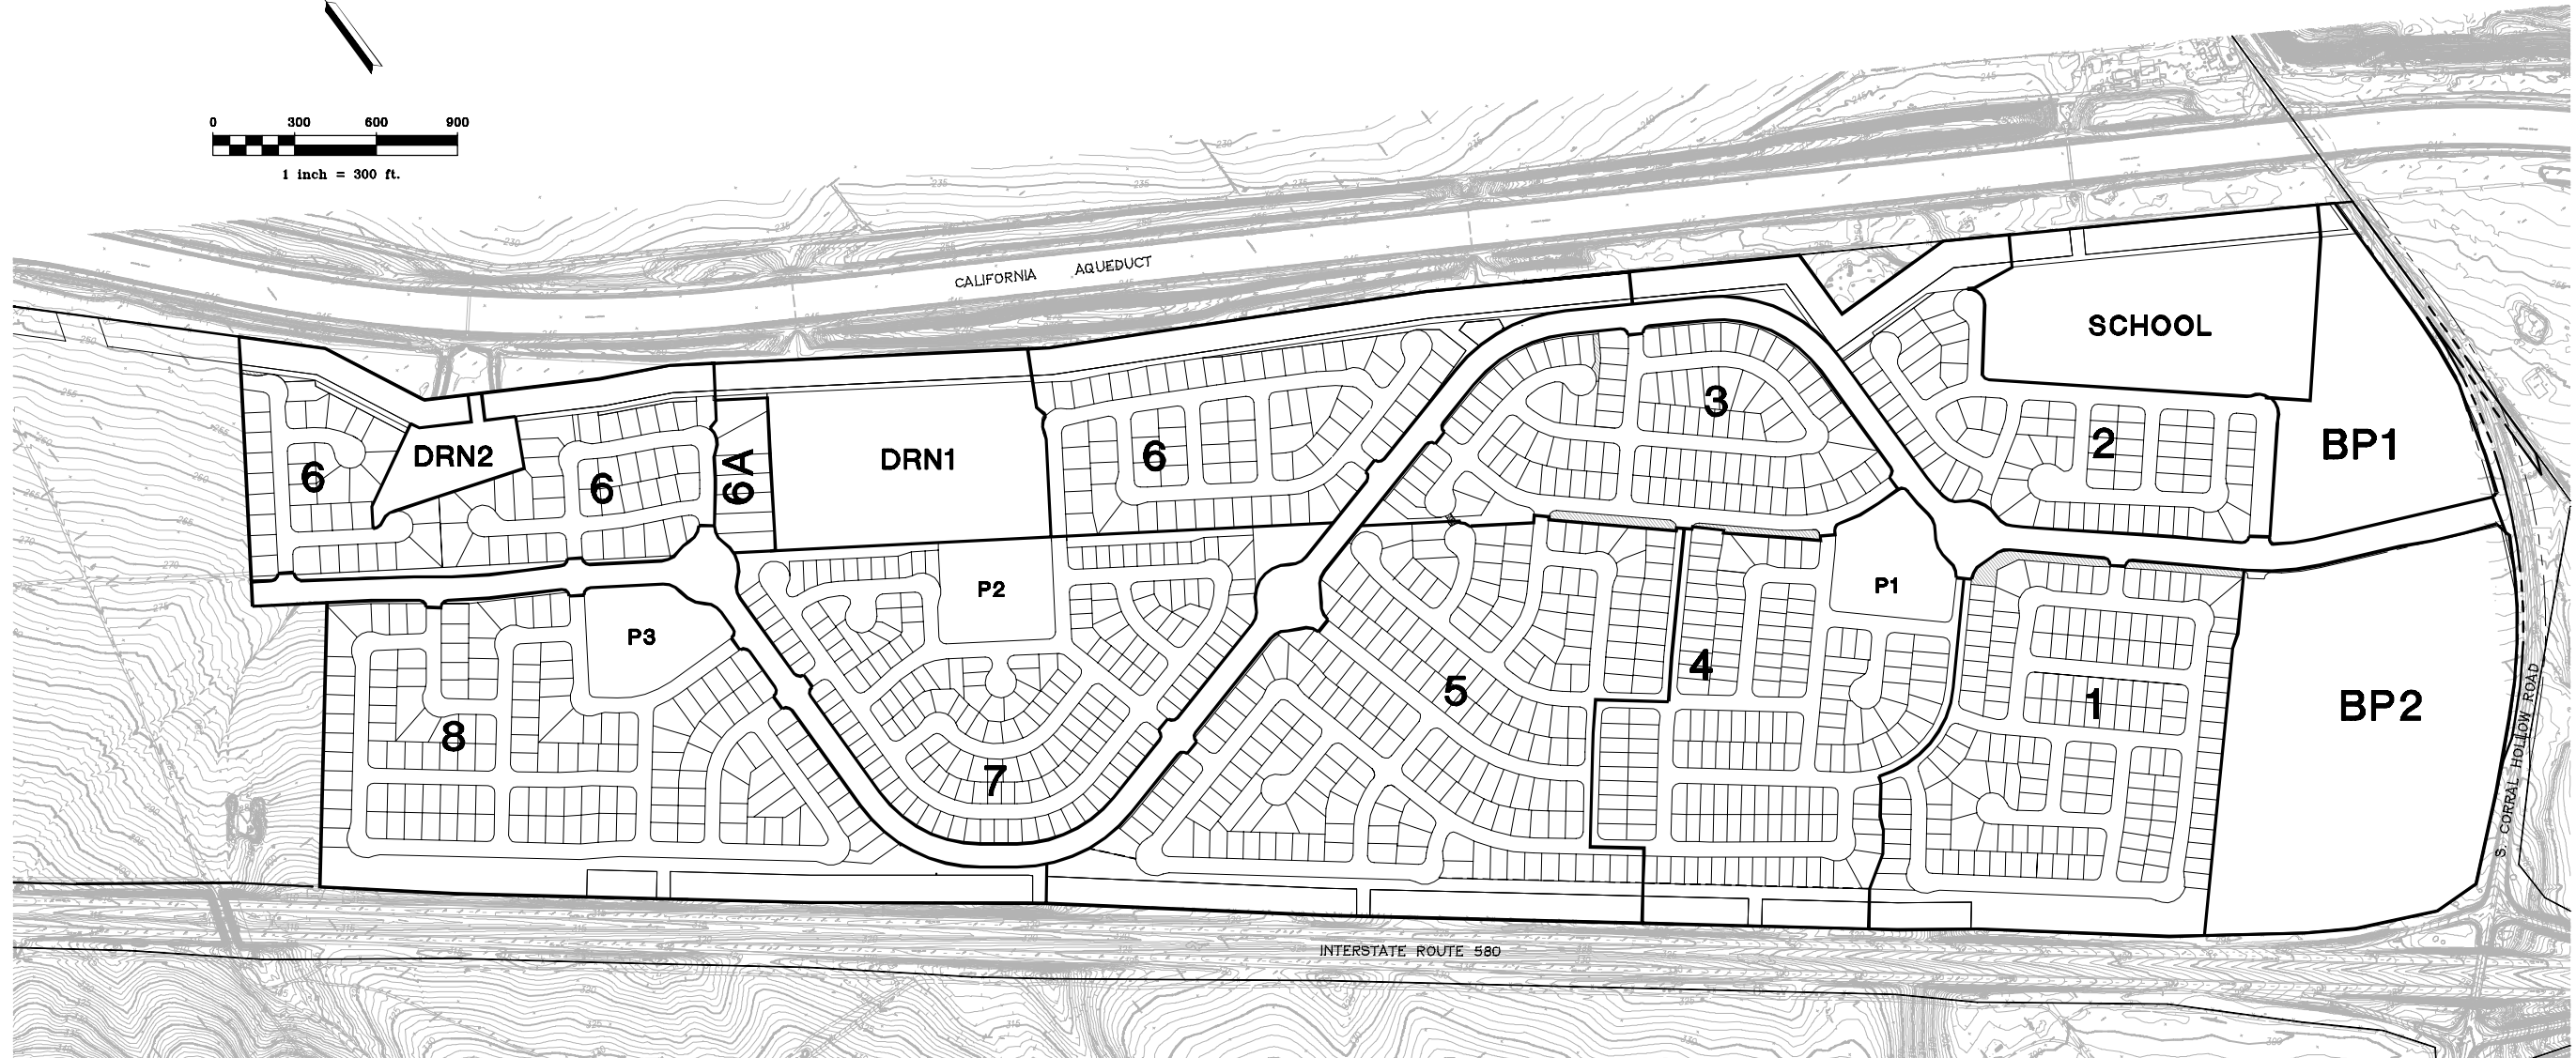 0 300 600 900
1 inch = 300 ft.
CALIFORNIA AQUEDUCT
SCHOOL
3
2
BP1
6
DRN2
6
6A
DRN1
6
P2
P1
P3
4
5
1
BP2
8
7
S. CORRAL HOLLOW ROAD
INTERSTATE ROUTE 580